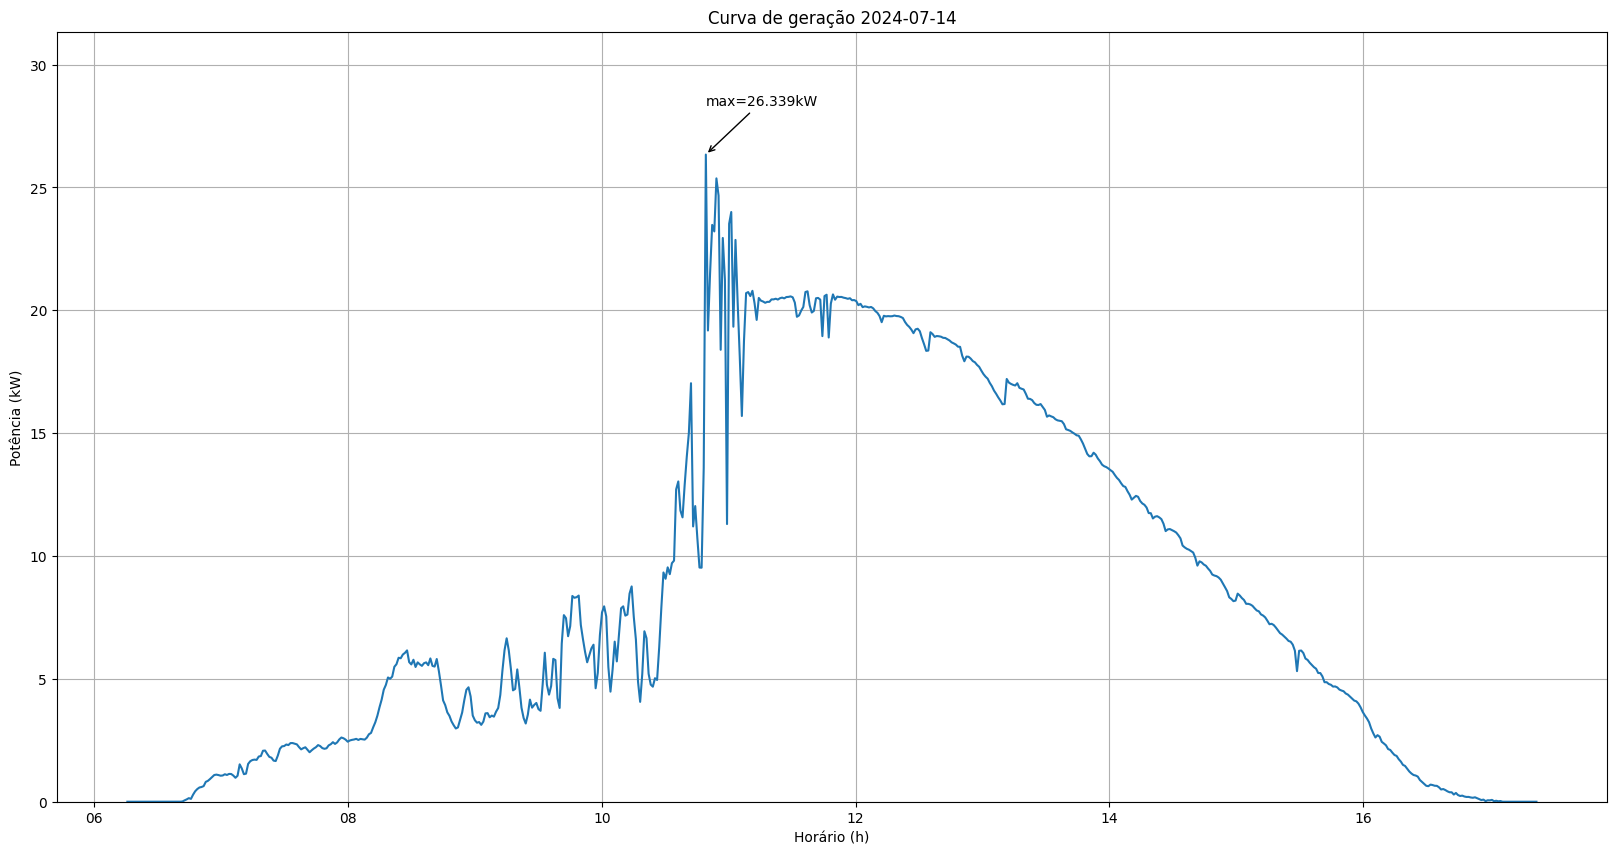 Curva de geração 2024-07-14
30
max=26.339kW
25
20
15
10
5
0
Potência (kW)
06 08 10 12 14 16
Horário (h)